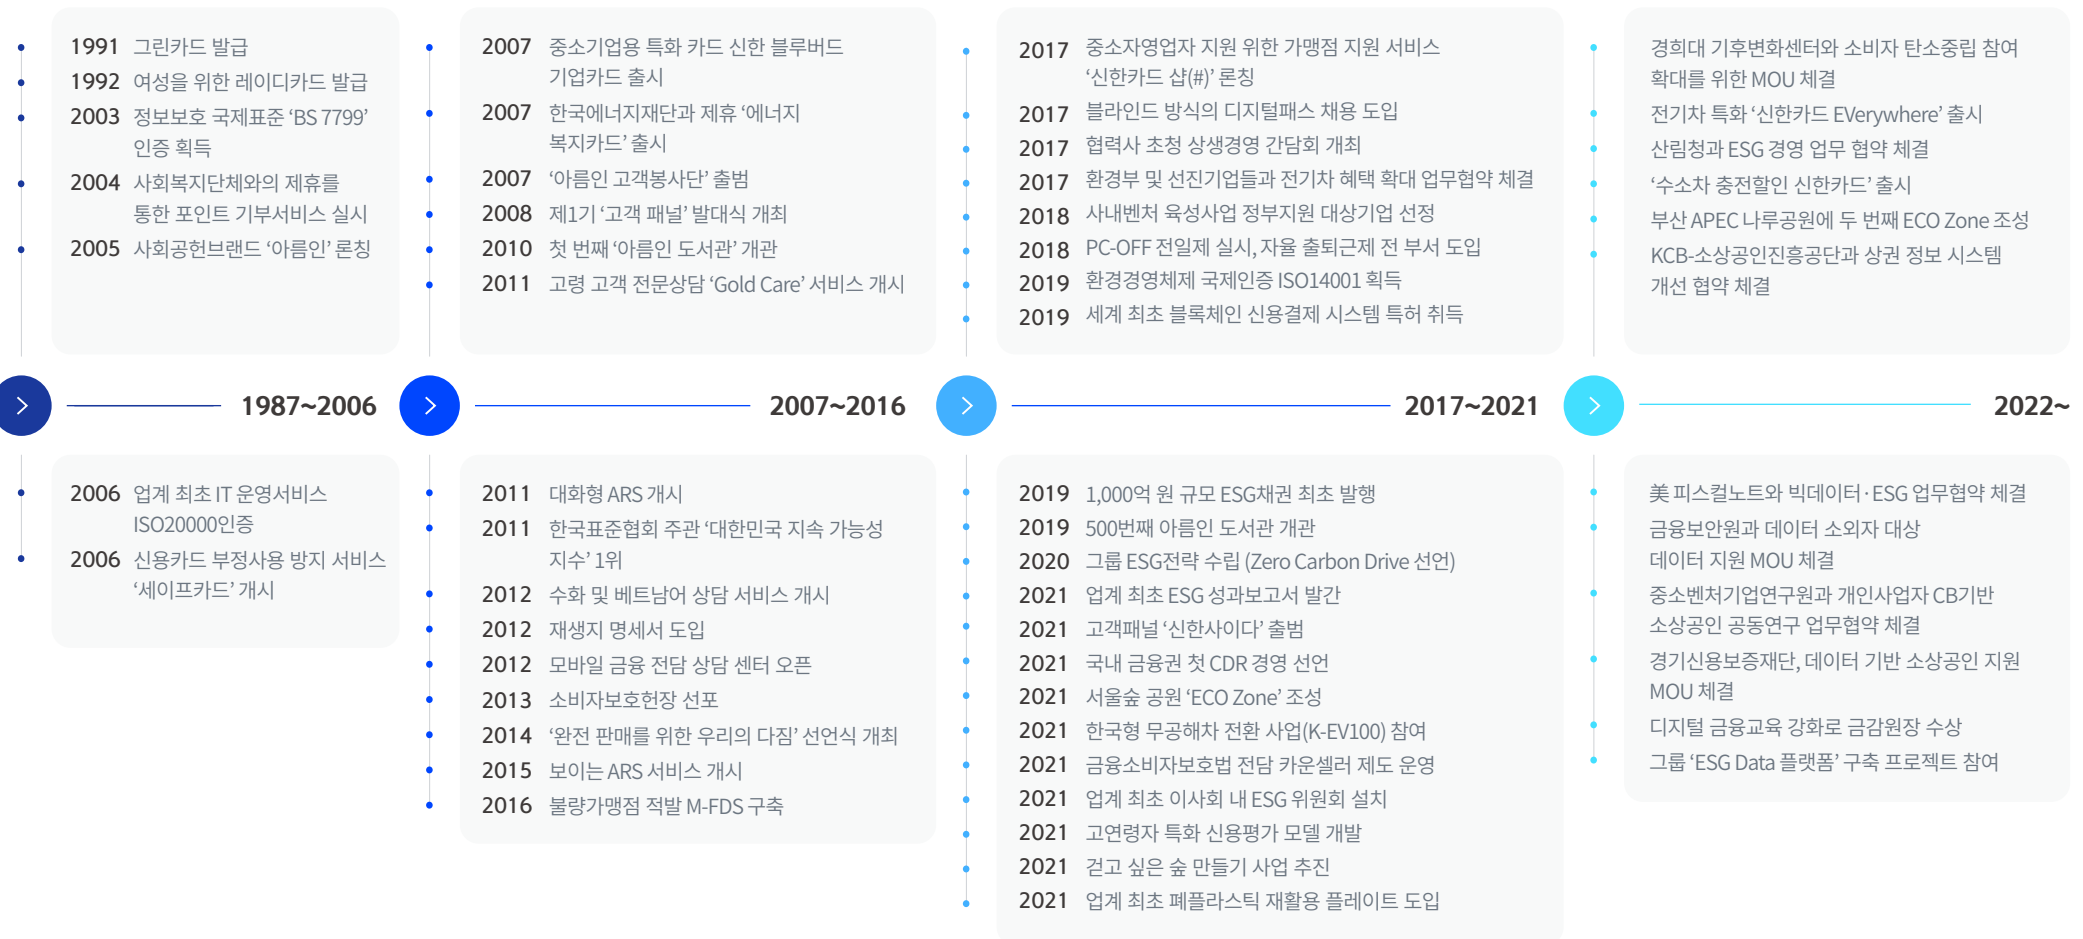 1991 그린카드 발급
1992 여성을 위한 레이디카드 발급
2003 정보보호 국제표준 ‘BS 7799’
인증 획득
2004 사회복지단체와의 제휴를
통한 포인트 기부서비스 실시
2005 사회공헌브랜드 ‘아름인’ 론칭
1987~2006
2006 업계 최초 IT 운영서비스
ISO20000인증
2006 신용카드 부정사용 방지 서비스
‘세이프카드’ 개시
2007 중소기업용 특화 카드 신한 블루버드
기업카드 출시
2007 한국에너지재단과 제휴 ‘에너지
복지카드’ 출시
2007 ‘아름인 고객봉사단’ 출범
2008 제1기 ‘고객 패널’ 발대식 개최
2010 첫 번째 ‘아름인 도서관’ 개관
2011 고령 고객 전문상담 ‘Gold Care’ 서비스 개시
2007~2016
2011 대화형 ARS 개시
2011 한국표준협회 주관 ‘대한민국 지속 가능성
지수’ 1위
2012 수화 및 베트남어 상담 서비스 개시
2012 재생지 명세서 도입
2012 모바일 금융 전담 상담 센터 오픈
2013 소비자보호헌장 선포
2014 ‘완전 판매를 위한 우리의 다짐’ 선언식 개최
2015 보이는 ARS 서비스 개시
2016 불량가맹점 적발 M-FDS 구축
2017 중소자영업자 지원 위한 가맹점 지원 서비스
‘신한카드 샵(#)’ 론칭
2017 블라인드 방식의 디지털패스 채용 도입
2017 협력사 초청 상생경영 간담회 개최
2017 환경부 및 선진기업들과 전기차 혜택 확대 업무협약 체결
2018 사내벤처 육성사업 정부지원 대상기업 선정
2018 PC-OFF 전일제 실시, 자율 출퇴근제 전 부서 도입
2019 환경경영체제 국제인증 ISO14001 획득
2019 세계 최초 블록체인 신용결제 시스템 특허 취득
2017~2021
2019 1,000억 원 규모 ESG채권 최초 발행
2019 500번째 아름인 도서관 개관
2020 그룹 ESG전략 수립 (Zero Carbon Drive 선언)
2021 업계 최초 ESG 성과보고서 발간
2021 고객패널 ‘신한사이다’ 출범
2021 국내 금융권 첫 CDR 경영 선언
2021 서울숲 공원 ‘ECO Zone’ 조성
2021 한국형 무공해차 전환 사업(K-EV100) 참여
2021 금융소비자보호법 전담 카운셀러 제도 운영
2021 업계 최초 이사회 내 ESG 위원회 설치
2021 고연령자 특화 신용평가 모델 개발
2021 걷고 싶은 숲 만들기 사업 추진
2021 업계 최초 폐플라스틱 재활용 플레이트 도입
경희대 기후변화센터와 소비자 탄소중립 참여
확대를 위한 MOU 체결
전기차 특화 ‘신한카드 EVerywhere’ 출시
산림청과 ESG 경영 업무 협약 체결
‘수소차 충전할인 신한카드’ 출시
부산 APEC 나루공원에 두 번째 ECO Zone 조성
KCB-소상공인진흥공단과 상권 정보 시스템
개선 협약 체결
2022~
美 피스컬노트와 빅데이터·ESG 업무협약 체결
금융보안원과 데이터 소외자 대상
데이터 지원 MOU 체결
중소벤처기업연구원과 개인사업자 CB기반
소상공인 공동연구 업무협약 체결
경기신용보증재단, 데이터 기반 소상공인 지원
MOU 체결
디지털 금융교육 강화로 금감원장 수상
그룹 ‘ESG Data 플랫폼’ 구축 프로젝트 참여